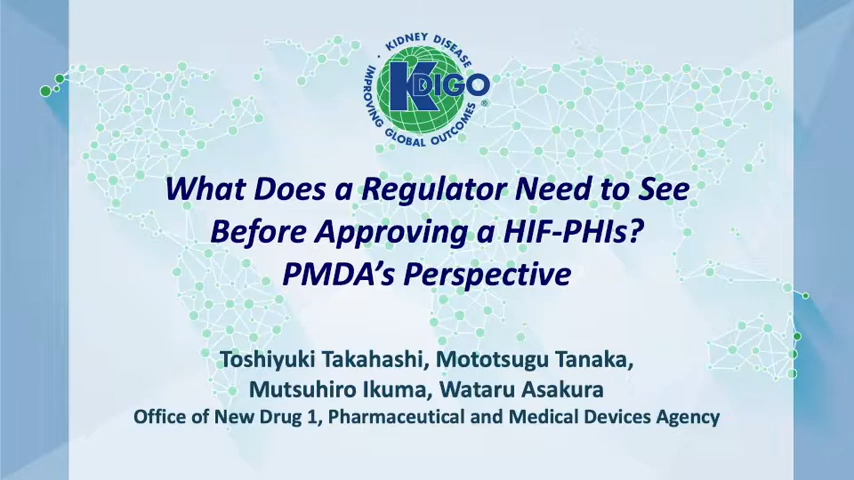 KIDNEY DISEASE
KDIGO
®
IMPROVING GLOBAL OUTCOMES
What Does a Regulator Need to See
Before Approving a HIF-PHIs?
PMDA's Perspective
Toshiyuki Takahashi, Mototsugu Tanaka,
Mutsuhiro Ikuma, Wataru Asakura
Office of New Drug 1, Pharmaceutical and Medical Devices Agency